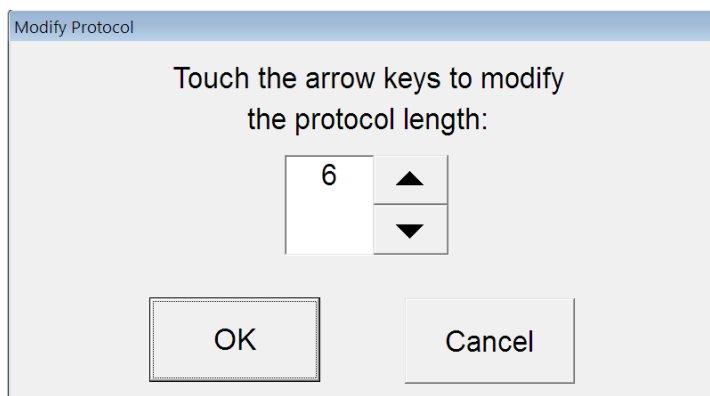 Modify Protocol
Touch the arrow keys to modify
the protocol length:
6
OK
Cancel